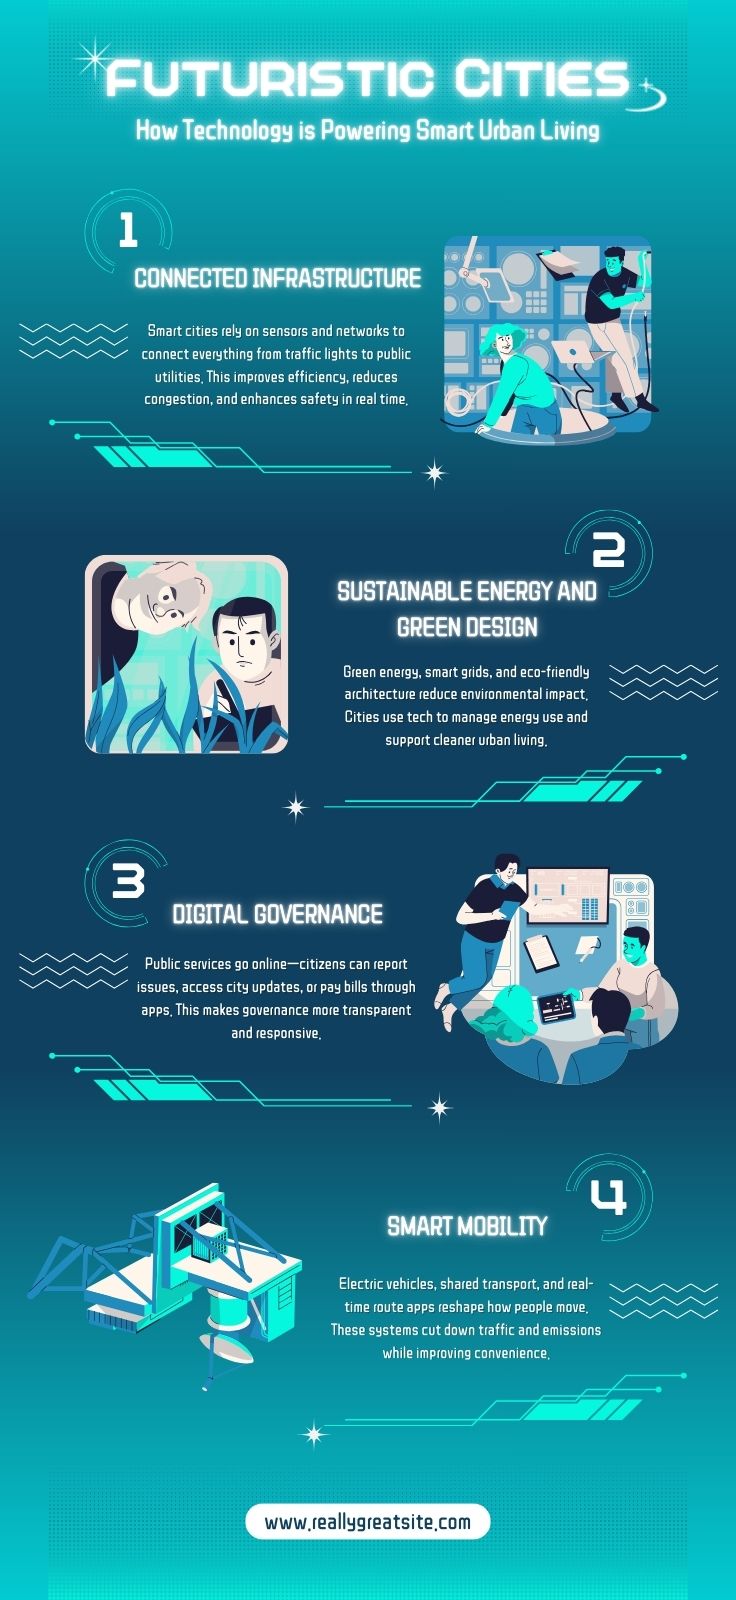 Futuristic Cities
How Technology is Powering Smart Urban Living
1
CONNECTED INFRASTRUCTURE
Smart cities rely on sensors and networks to
connect everything from traffic lights to public
utilities. This improves efficiency, reduces
congestion, and enhances safety in real time.
2
SUSTAINABLE ENERGY AND
GREEN DESIGN
Green energy, smart grids, and eco-friendly
architecture reduce environmental impact.
Cities use tech to manage energy use and
support cleaner urban living.
3
DIGITAL GOVERNANCE
Public services go online—citizens can report
issues, access city updates, or pay bills through
apps. This makes governance more transparent
and responsive.
4
SMART MOBILITY
Electric vehicles, shared transport, and real-
time route apps reshape how people move.
These systems cut down traffic and emissions
while improving convenience.
www.reallygreatsite.com